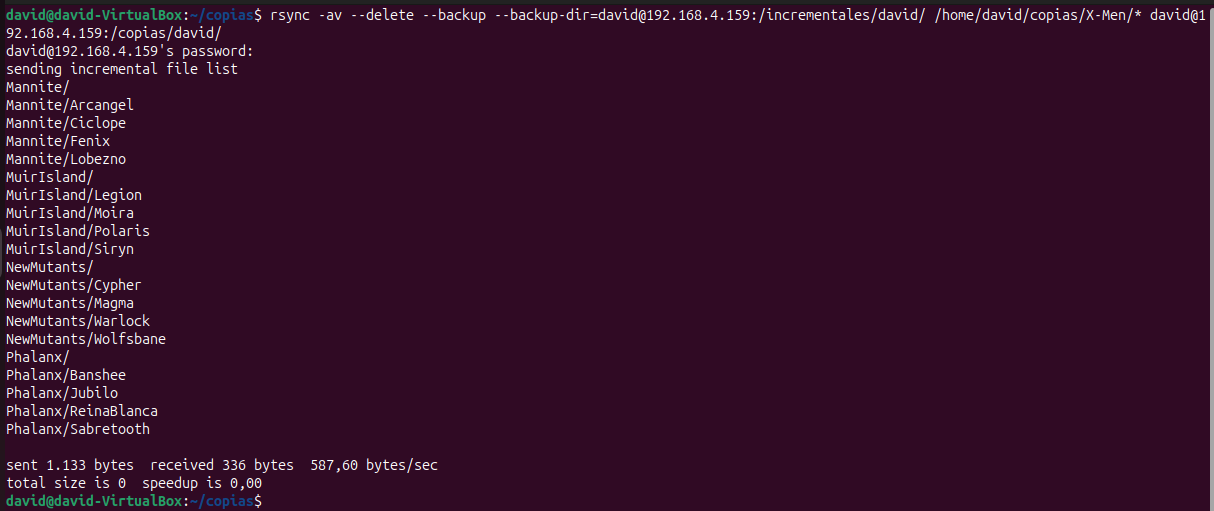 david@david-VirtualBox:~/copias$ rsync -av --delete --backup --backup-dir=david@192.168.4.159:/incrementales/david/ /home/david/copias/X-Men/* david@1
92.168.4.159:/copias/david/
david@192.168.4.159's password:
sending incremental file list
Mannite/
Mannite/Arcangel
Mannite/Ciclope
Mannite/Fenix
Mannite/Lobezno
MuirIsland/
MuirIsland/Legion
MuirIsland/Moira
MuirIsland/Polaris
MuirIsland/Siryn
NewMutants/
NewMutants/Cypher
NewMutants/Magma
NewMutants/Warlock
NewMutants/Wolfsbane
Phalanx/
Phalanx/Banshee
Phalanx/Jubilo
Phalanx/ReinaBlanca
Phalanx/Sabretooth

sent 1.133 bytes  received 336 bytes  587,60 bytes/sec
total size is 0  speedup is 0,00
david@david-VirtualBox:~/copias$